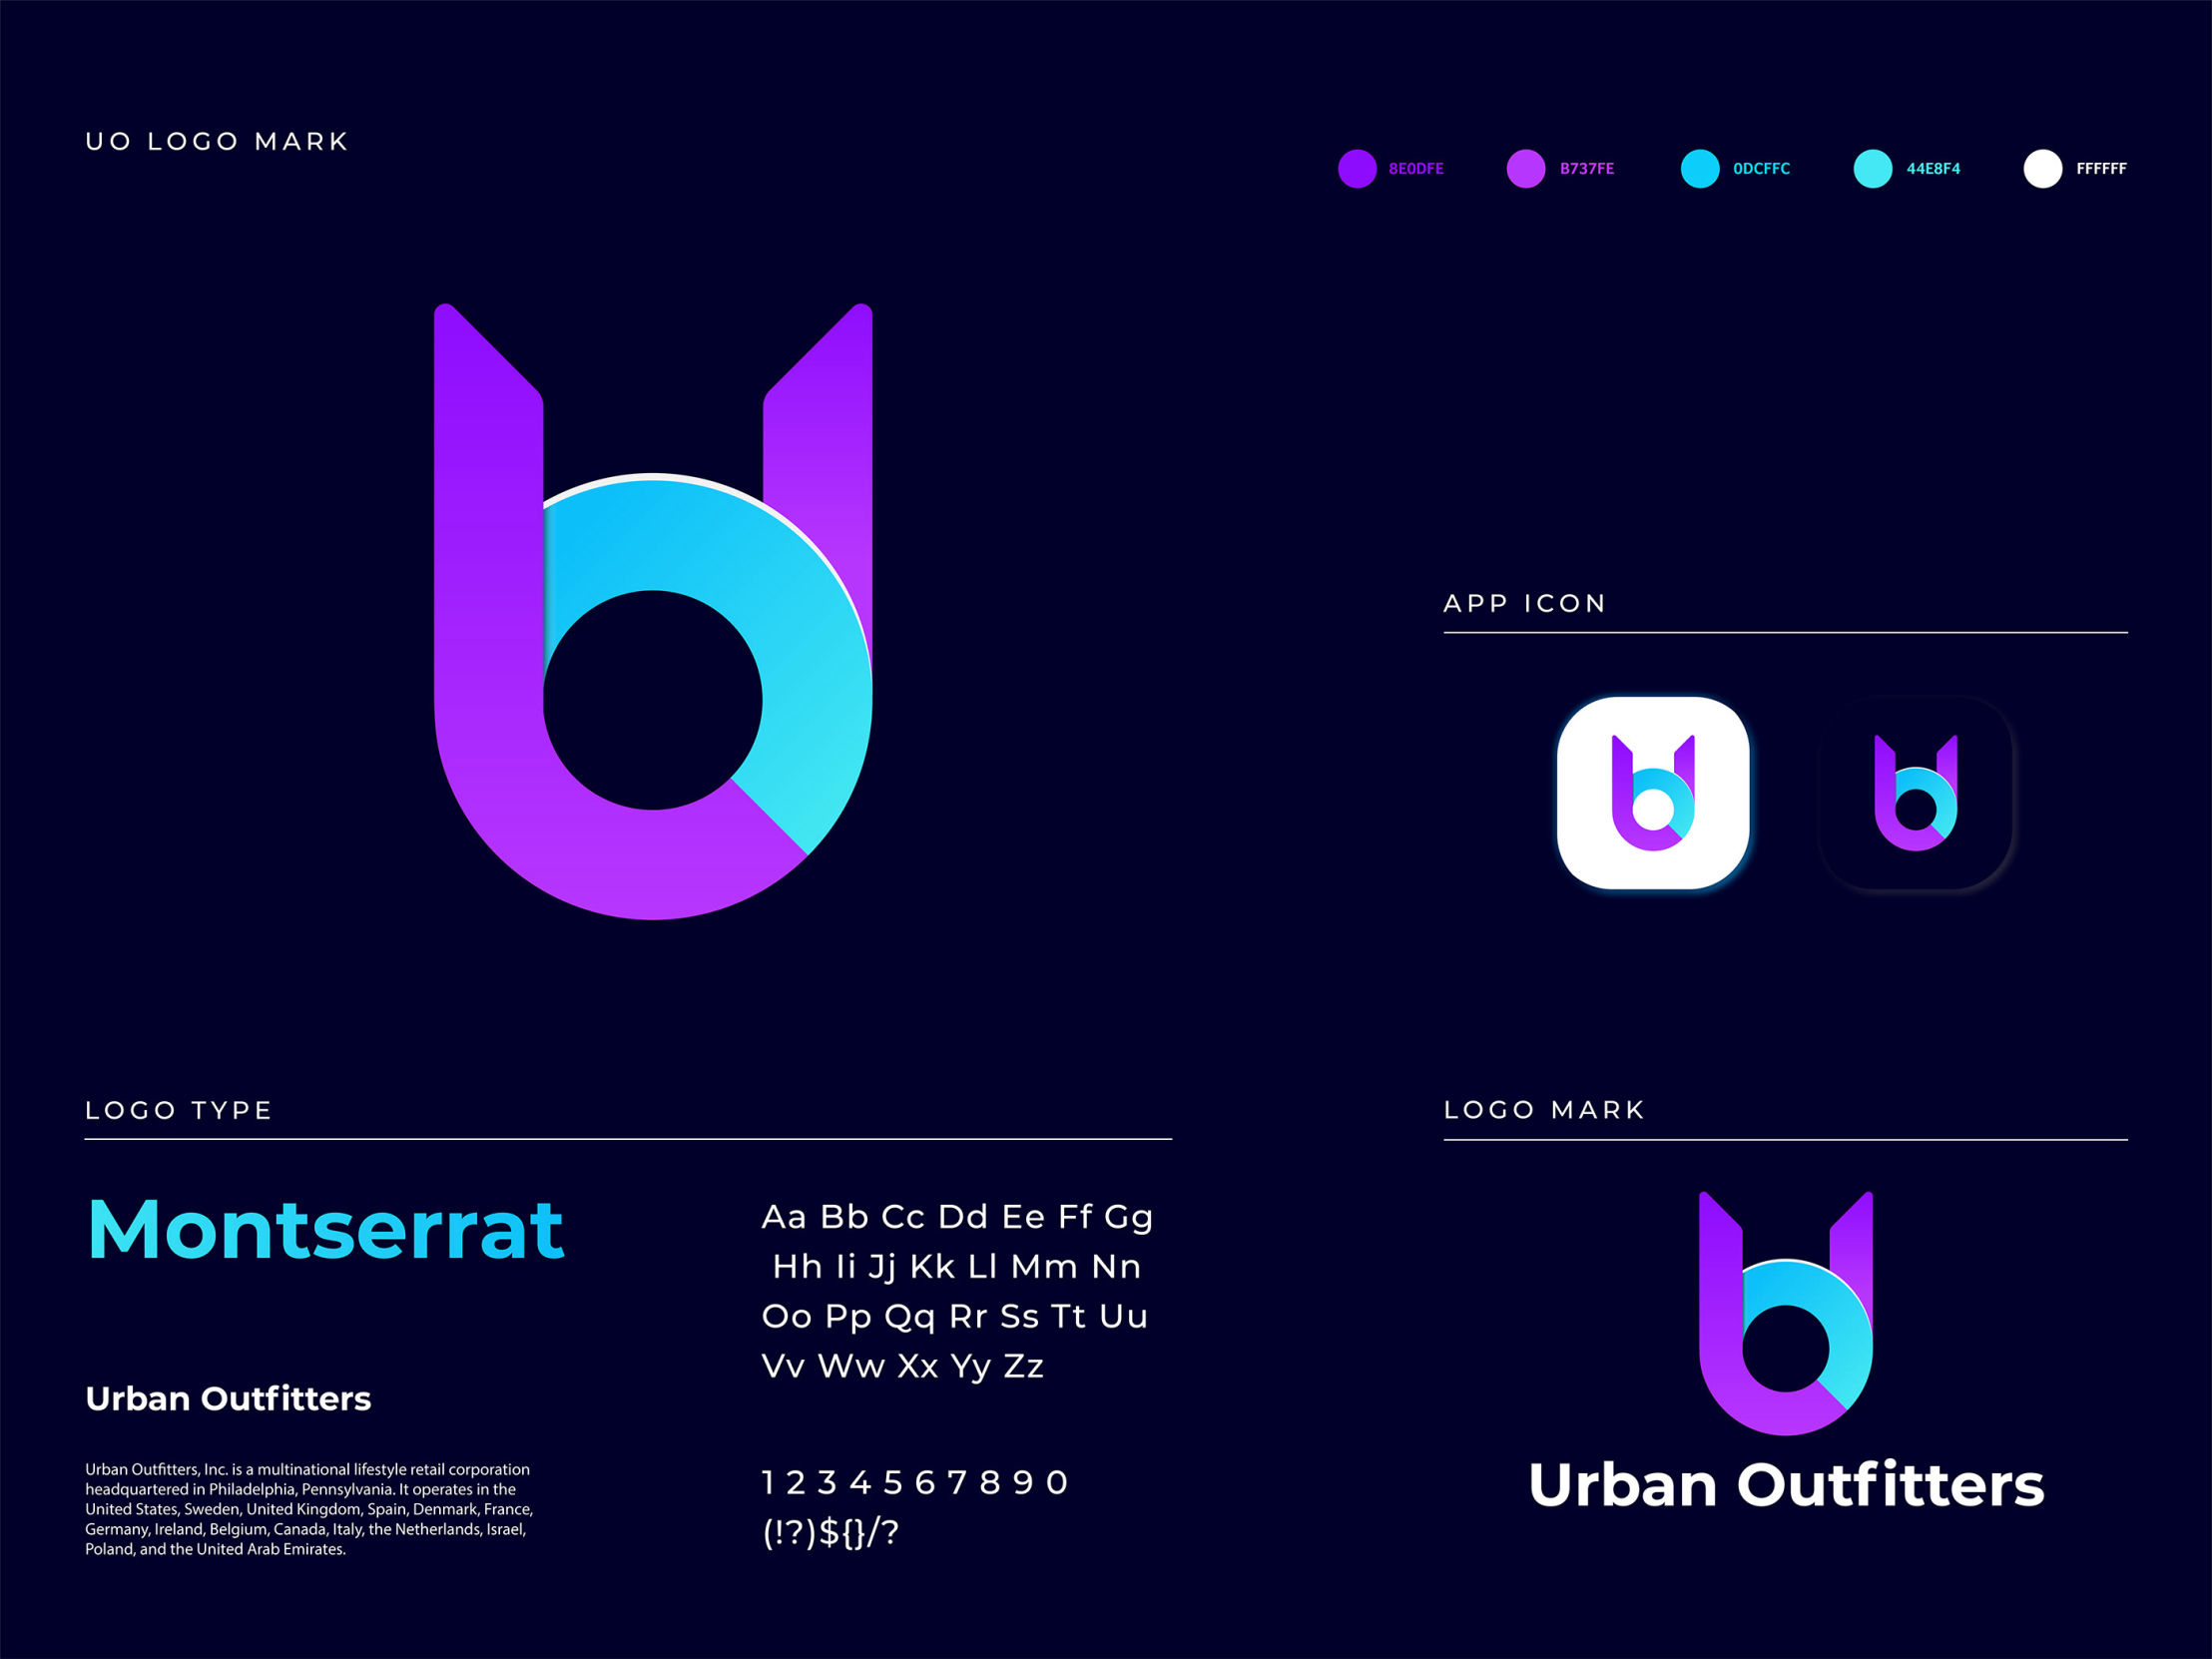 UO LOGO MARK
8E0DFE
B737FE
0DCFFC
44E8F4
FFFFFF
APP ICON
LOGO TYPE
Montserrat
Aa Bb Cc Dd Ee Ff Gg
Hh Ii Jj Kk Ll Mm Nn
Oo Pp Qq Rr Ss Tt Uu
Vv Ww Xx Yy Zz
1 2 3 4 5 6 7 8 9 0
(!?)${}/?
Urban Outfitters
Urban Outfitters, Inc. is a multinational lifestyle retail corporation
headquartered in Philadelphia, Pennsylvania. It operates in the
United States, Sweden, United Kingdom, Spain, Denmark, France,
Germany, Ireland, Belgium, Canada, Italy, the Netherlands, Israel,
Poland, and the United Arab Emirates.
LOGO MARK
Urban Outfitters